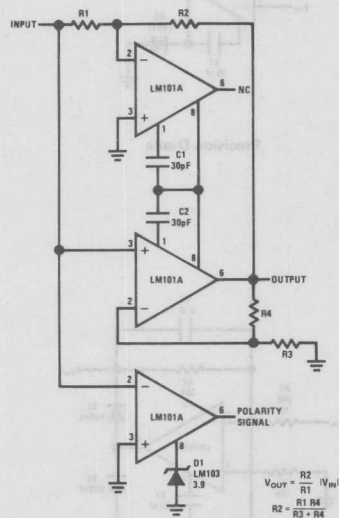 INPUT
R1
R2
2
LM101A
6
NC
3
8
1
C1
30pF
C2
30pF
1
3
8
LM101A
6
OUTPUT
2
R4
R3
2
LM101A
6
POLARITY
SIGNAL
3
8
D1
LM103
3.9
VOUT = R2/R1 |VIN|
R2 = R1 R4/R3 + R4